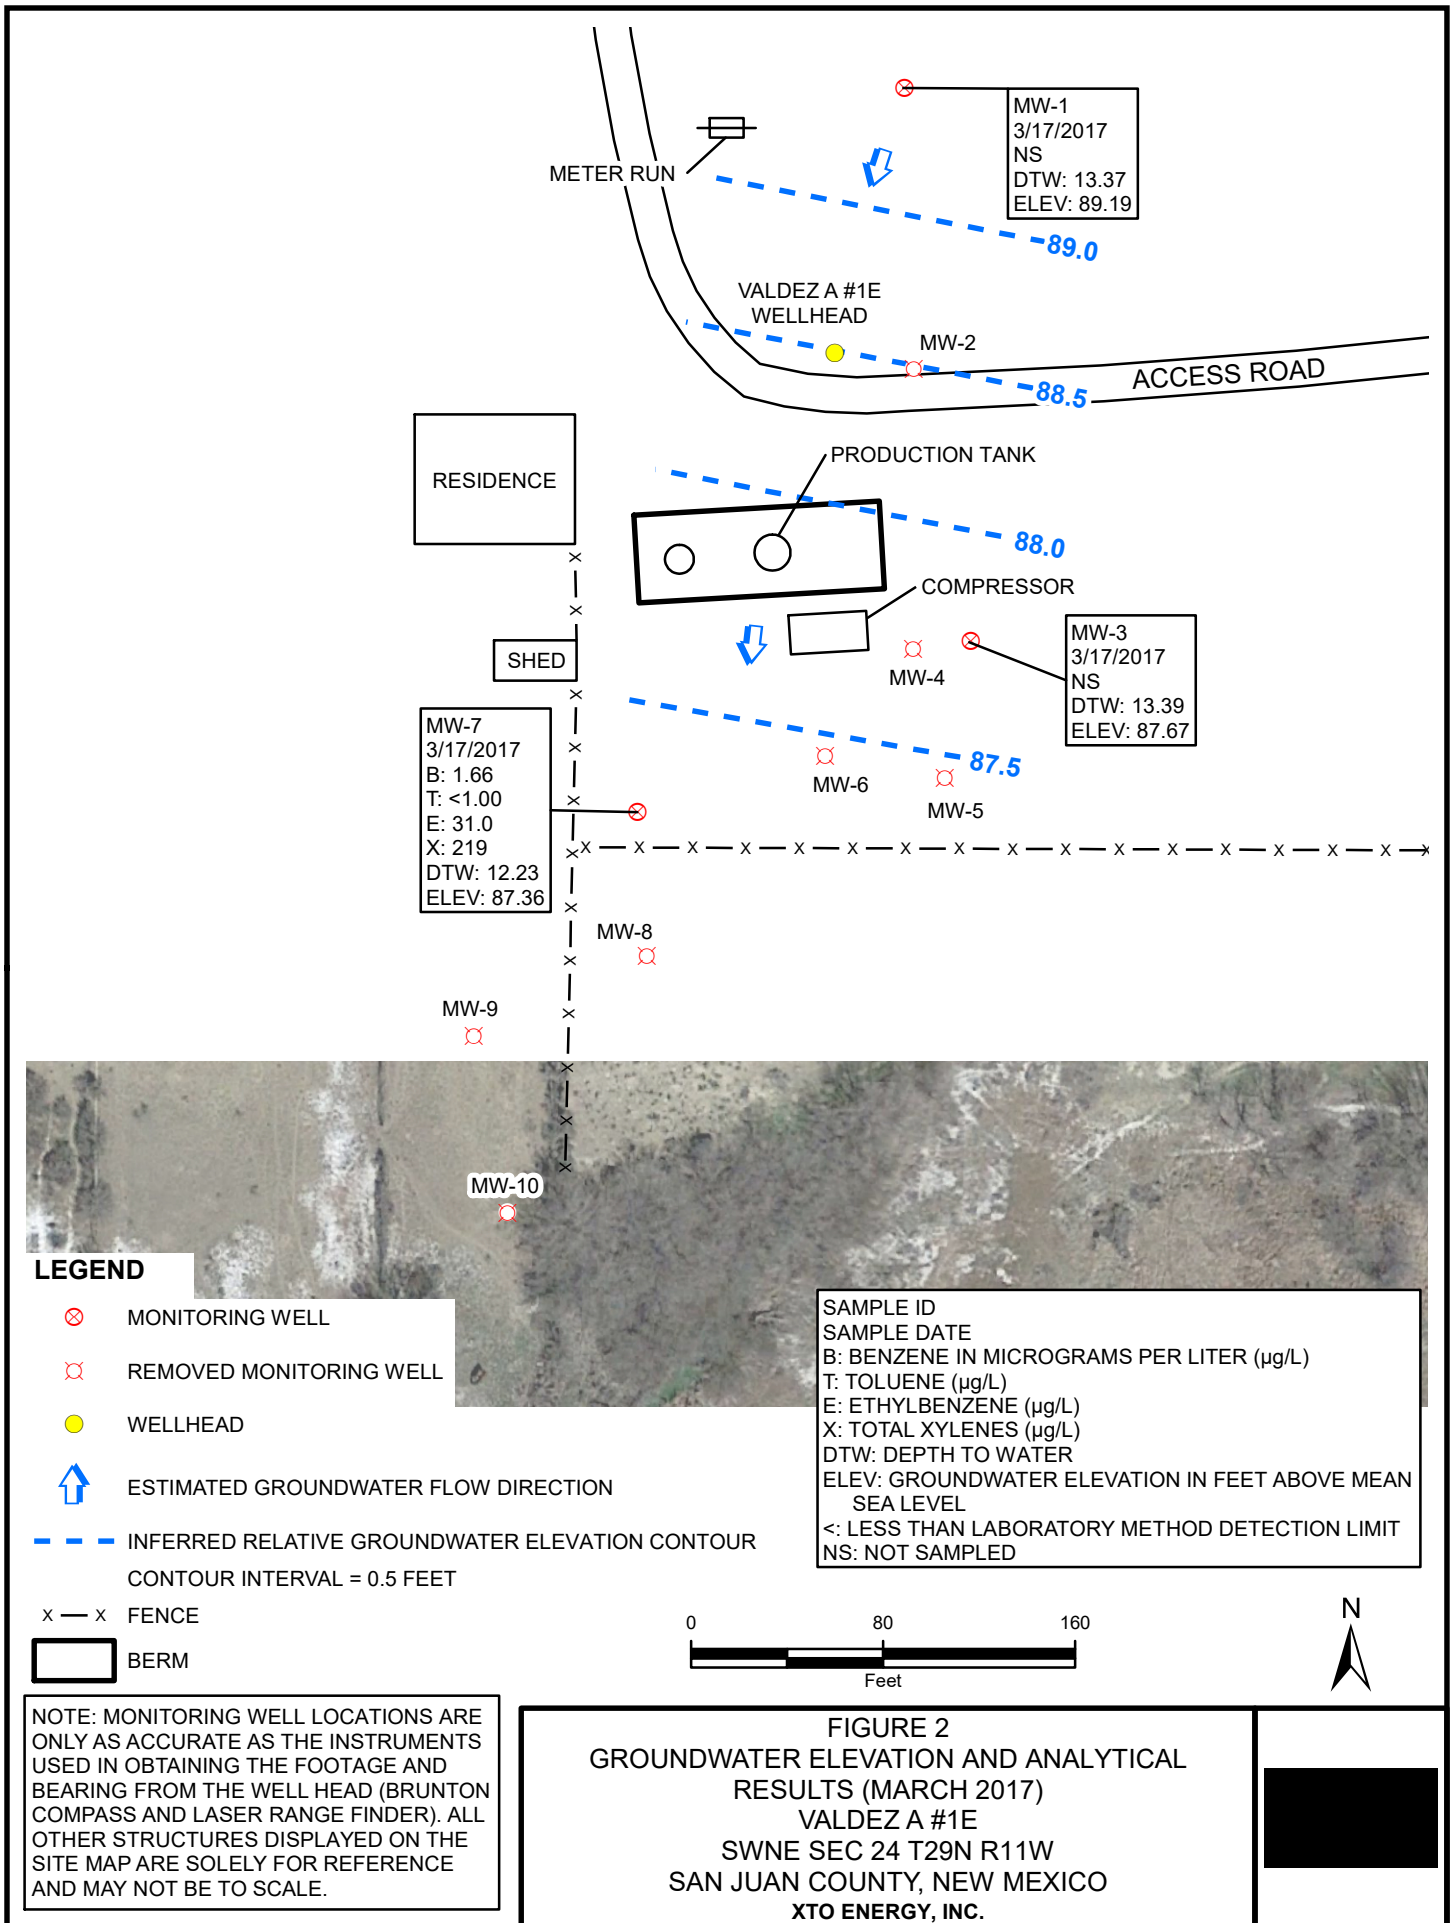 MW-1
3/17/2017
NS
DTW: 13.37
ELEV: 89.19
METER RUN
89.0
VALDEZ A #1E
WELLHEAD
MW-2
ACCESS ROAD
88.5
RESIDENCE
PRODUCTION TANK
88.0
COMPRESSOR
SHED
MW-4
MW-3
3/17/2017
NS
DTW: 13.39
ELEV: 87.67
MW-7
3/17/2017
B: 1.66
T: <1.00
E: 31.0
X: 219
DTW: 12.23
ELEV: 87.36
87.5
MW-6
MW-5
MW-8
MW-9
MW-10
LEGEND
MONITORING WELL
REMOVED MONITORING WELL
WELLHEAD
ESTIMATED GROUNDWATER FLOW DIRECTION
INFERRED RELATIVE GROUNDWATER ELEVATION CONTOUR
CONTOUR INTERVAL = 0.5 FEET
X — X FENCE
BERM
SAMPLE ID
SAMPLE DATE
B: BENZENE IN MICROGRAMS PER LITER (µg/L)
T: TOLUENE (µg/L)
E: ETHYLBENZENE (µg/L)
X: TOTAL XYLENES (µg/L)
DTW: DEPTH TO WATER
ELEV: GROUNDWATER ELEVATION IN FEET ABOVE MEAN
SEA LEVEL
<: LESS THAN LABORATORY METHOD DETECTION LIMIT
NS: NOT SAMPLED
0 80 160
Feet
N
NOTE: MONITORING WELL LOCATIONS ARE
ONLY AS ACCURATE AS THE INSTRUMENTS
USED IN OBTAINING THE FOOTAGE AND
BEARING FROM THE WELL HEAD (BRUNTON
COMPASS AND LASER RANGE FINDER). ALL
OTHER STRUCTURES DISPLAYED ON THE
SITE MAP ARE SOLELY FOR REFERENCE
AND MAY NOT BE TO SCALE.
FIGURE 2
GROUNDWATER ELEVATION AND ANALYTICAL
RESULTS (MARCH 2017)
VALDEZ A #1E
SWNE SEC 24 T29N R11W
SAN JUAN COUNTY, NEW MEXICO
XTO ENERGY, INC.